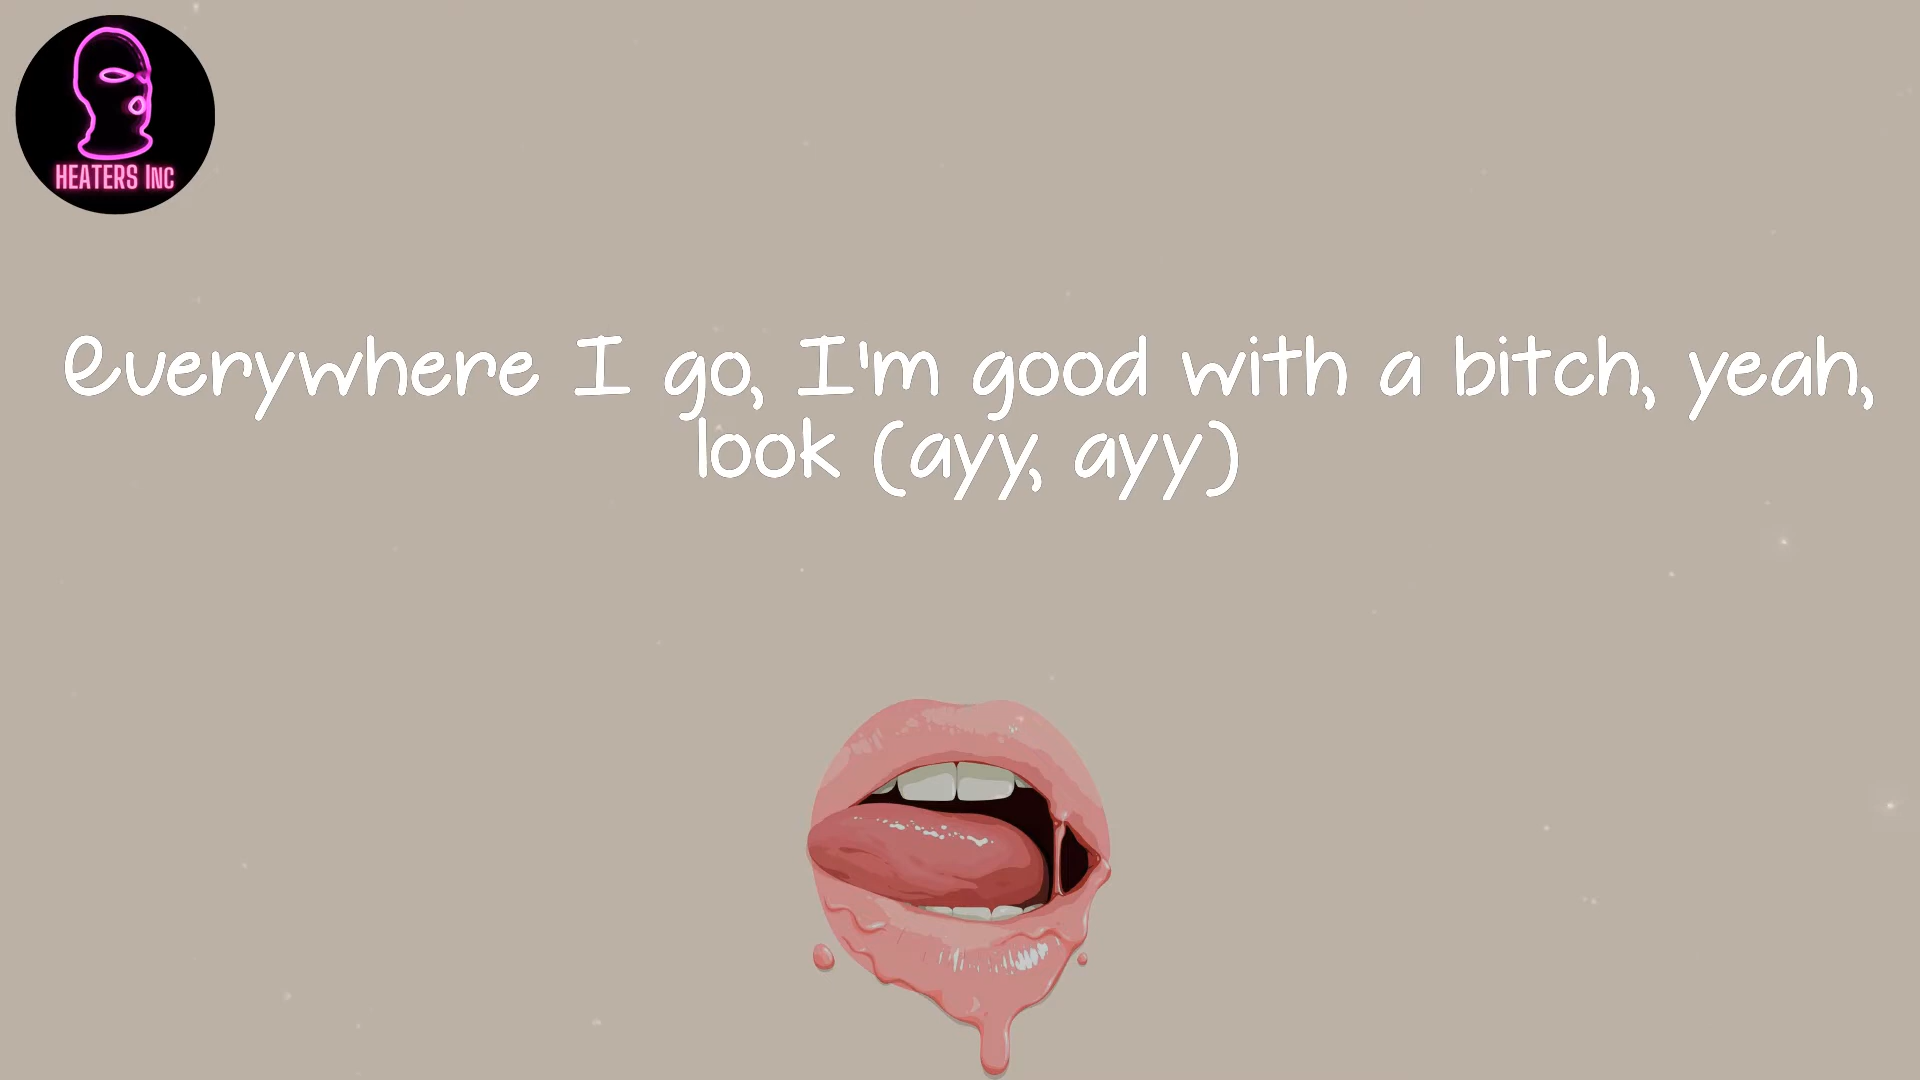 HEATERS INC
Everywhere I go, I'm good with a bitch, yeah,
look (ayy, ayy)